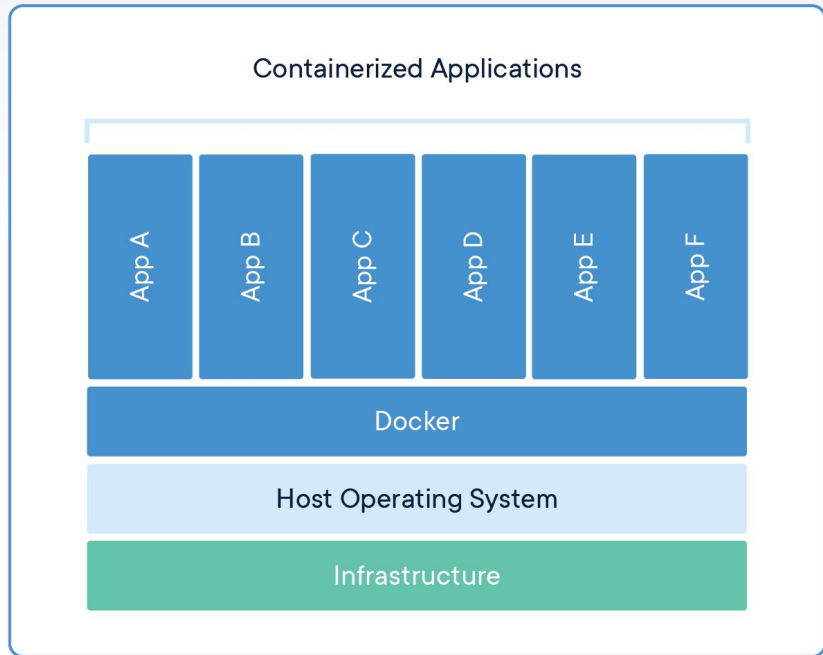 Containerized Applications
App A
App B
App C
App D
App E
App F
Docker
Host Operating System
Infrastructure